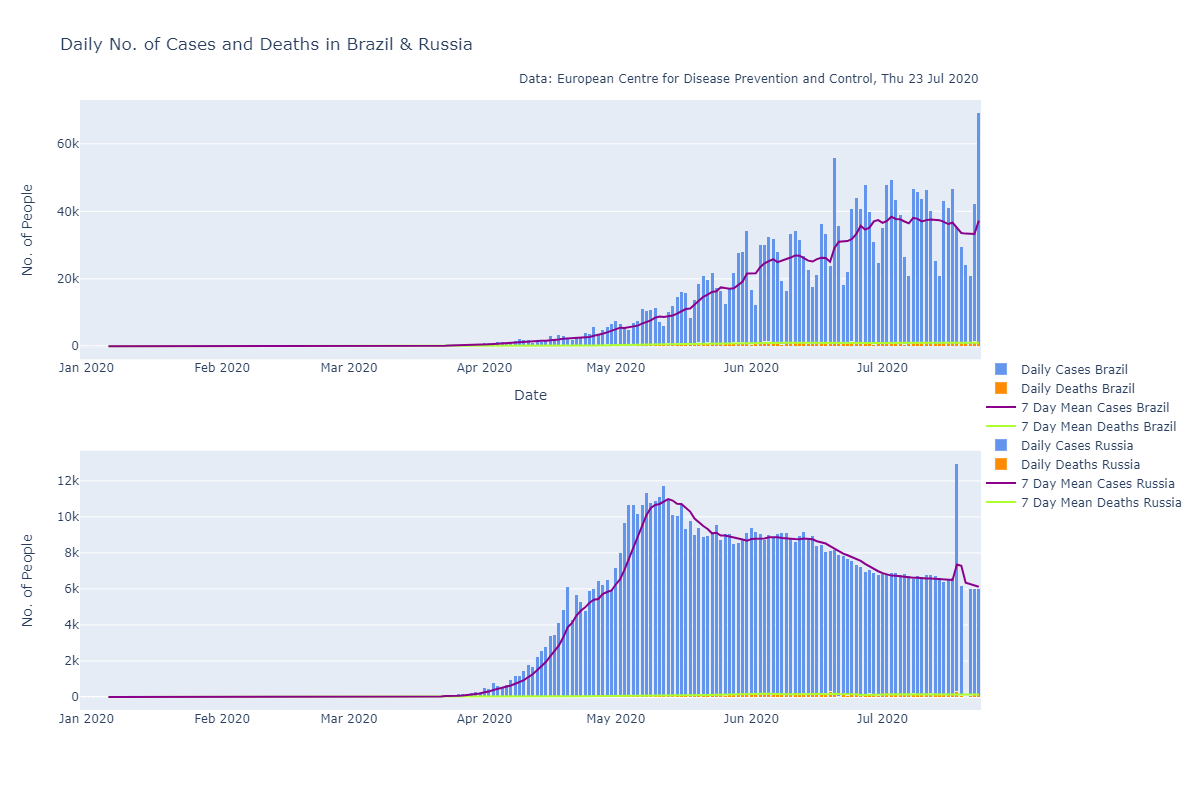 Daily No. of Cases and Deaths in Brazil & Russia
Data: European Centre for Disease Prevention and Control, Thu 23 Jul 2020
No. of People
60k
40k
20k
0
Jan 2020 Feb 2020 Mar 2020 Apr 2020 May 2020 Jun 2020 Jul 2020
Date
Daily Cases Brazil
Daily Deaths Brazil
7 Day Mean Cases Brazil
7 Day Mean Deaths Brazil
Daily Cases Russia
Daily Deaths Russia
7 Day Mean Cases Russia
7 Day Mean Deaths Russia
No. of People
12k
10k
8k
6k
4k
2k
0
Jan 2020 Feb 2020 Mar 2020 Apr 2020 May 2020 Jun 2020 Jul 2020